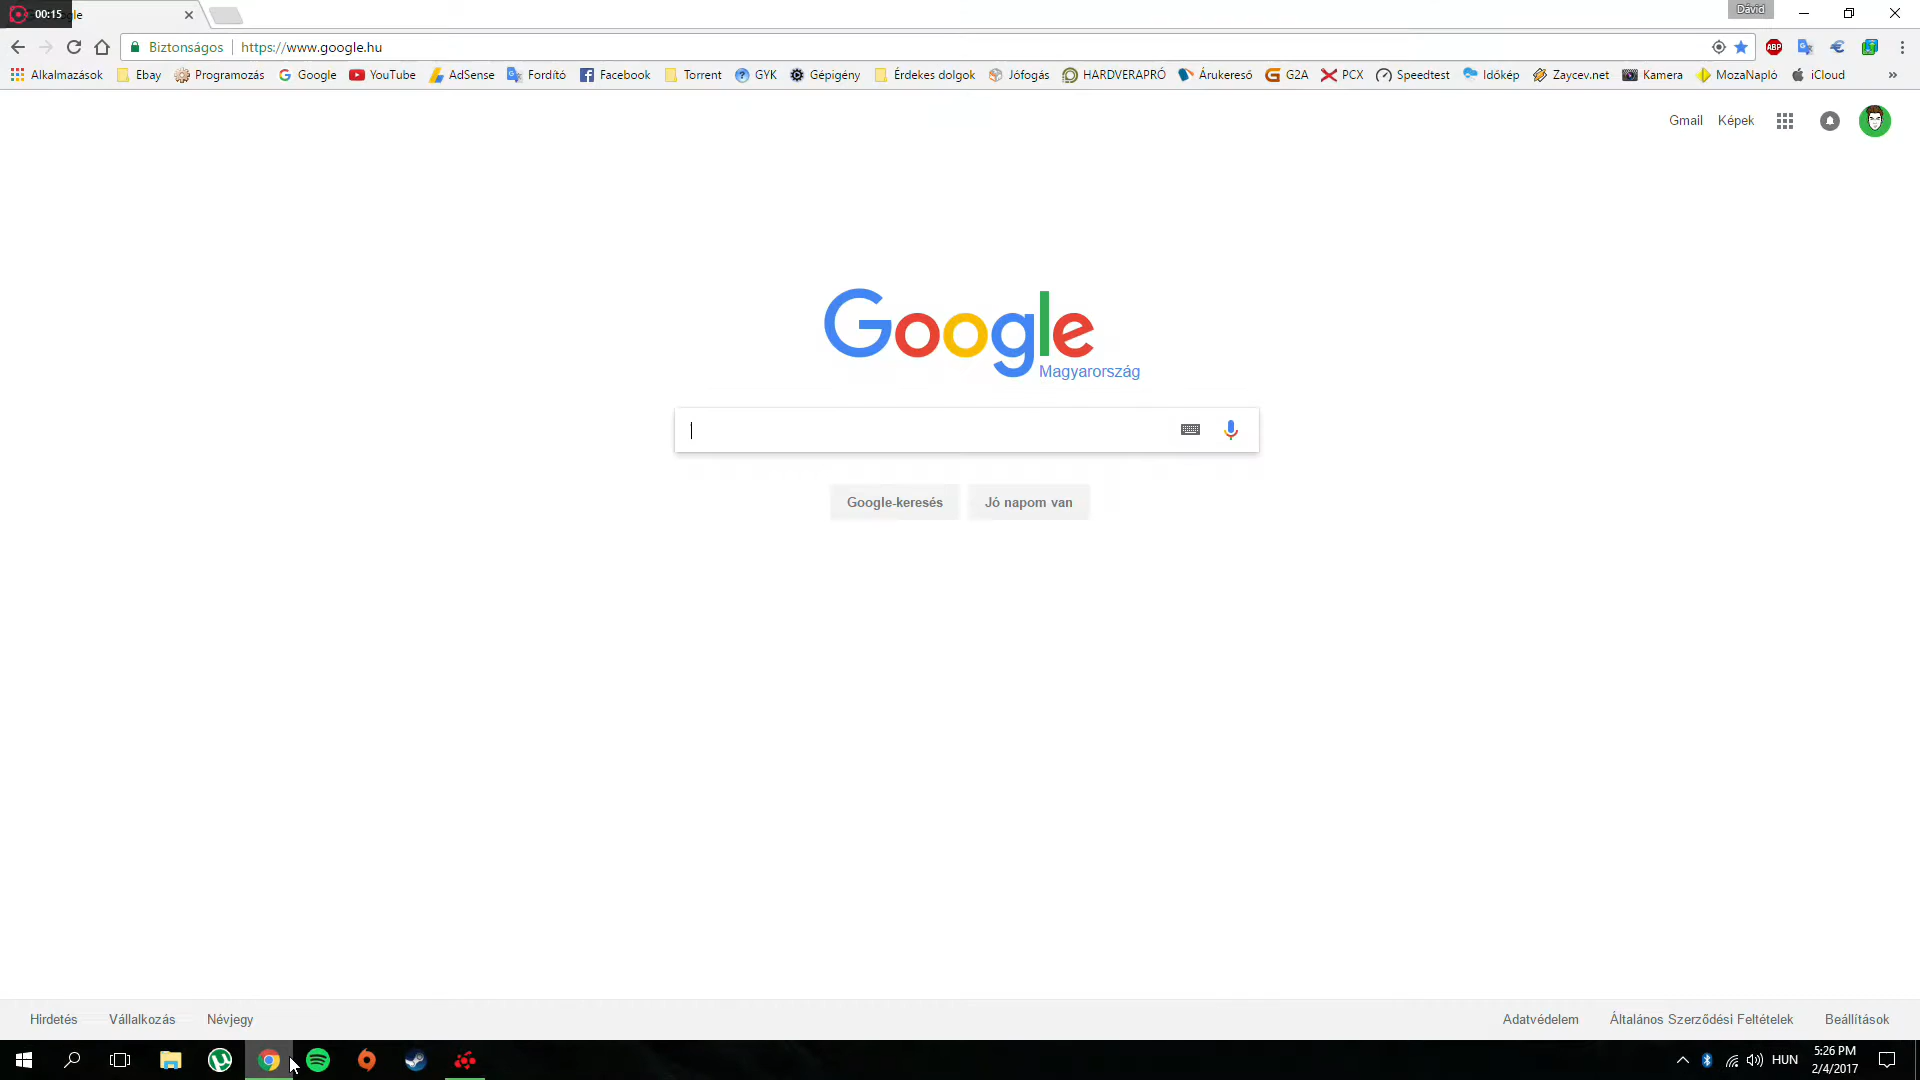 00:15
gle
Dávid
Biztonságos
https://www.google.hu
Alkalmazások Ebay Programozás Google YouTube AdSense Fordító Facebook Torrent GYK Gépigény Érdekes dolgok Jófogás HARDVERAPRÓ Árukereső G2A PCX Speedtest Időkép Zaycev.net Kamera MozaNapló iCloud »
Gmail Képek
Google
Magyarország
Google-keresés Jó napom van
Hirdetés Vállalkozás Névjegy Adatvédelem Általános Szerződési Feltételek Beállítások
HUN
5:26 PM
2/4/2017